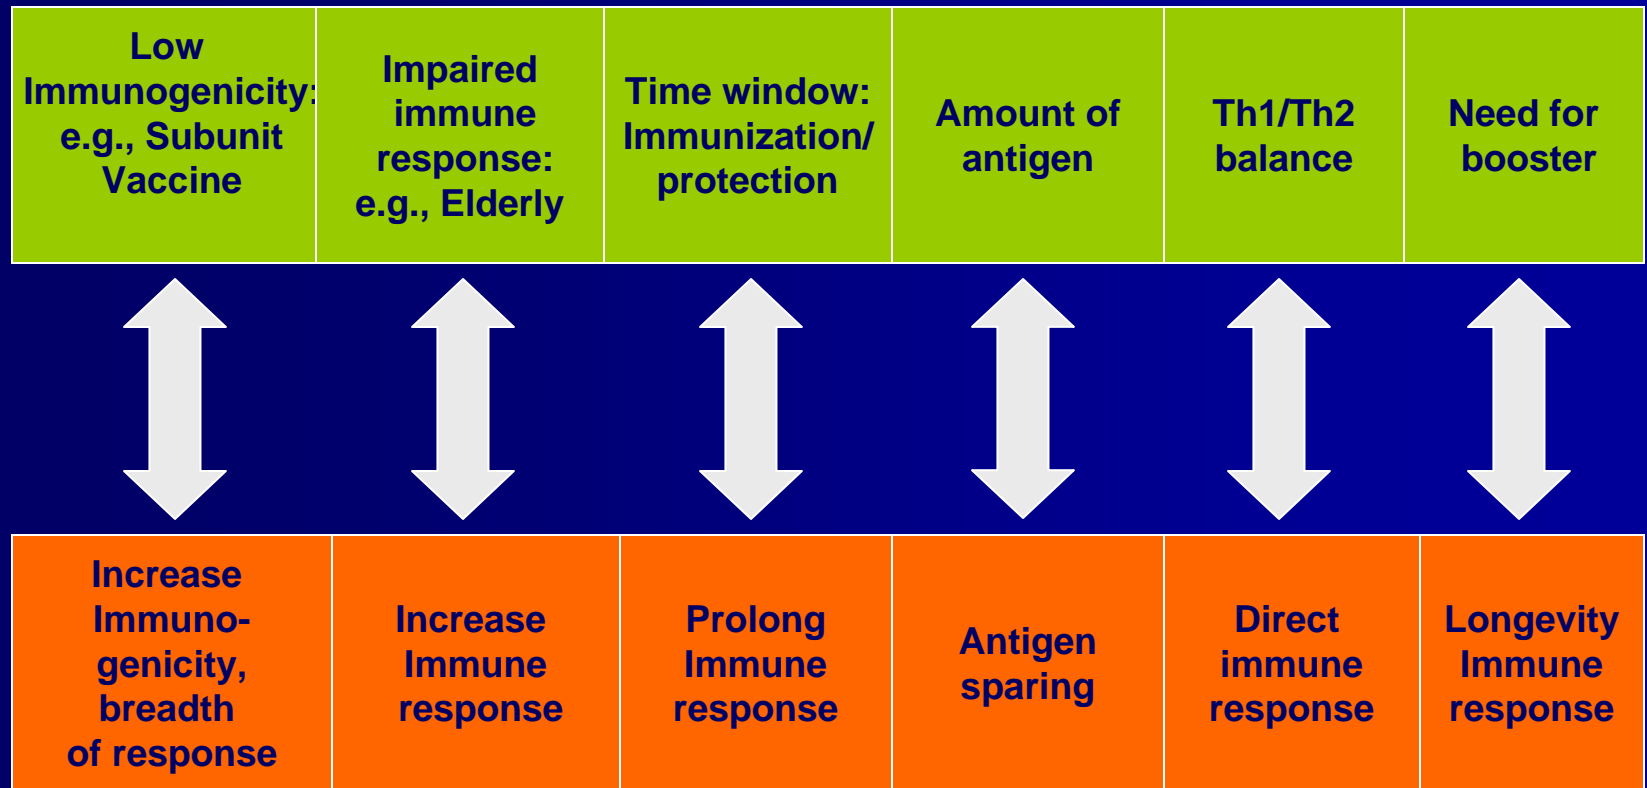 Low
Immunogenicity:
e.g., Subunit
Vaccine
Impaired
immune
response:
e.g., Elderly
Time window:
Immunization/
protection
Amount of
antigen
Th1/Th2
balance
Need for
booster
Increase
Immuno-
genicity,
breadth
of response
Increase
Immune
response
Prolong
Immune
response
Antigen
sparing
Direct
immune
response
Longevity
Immune
response